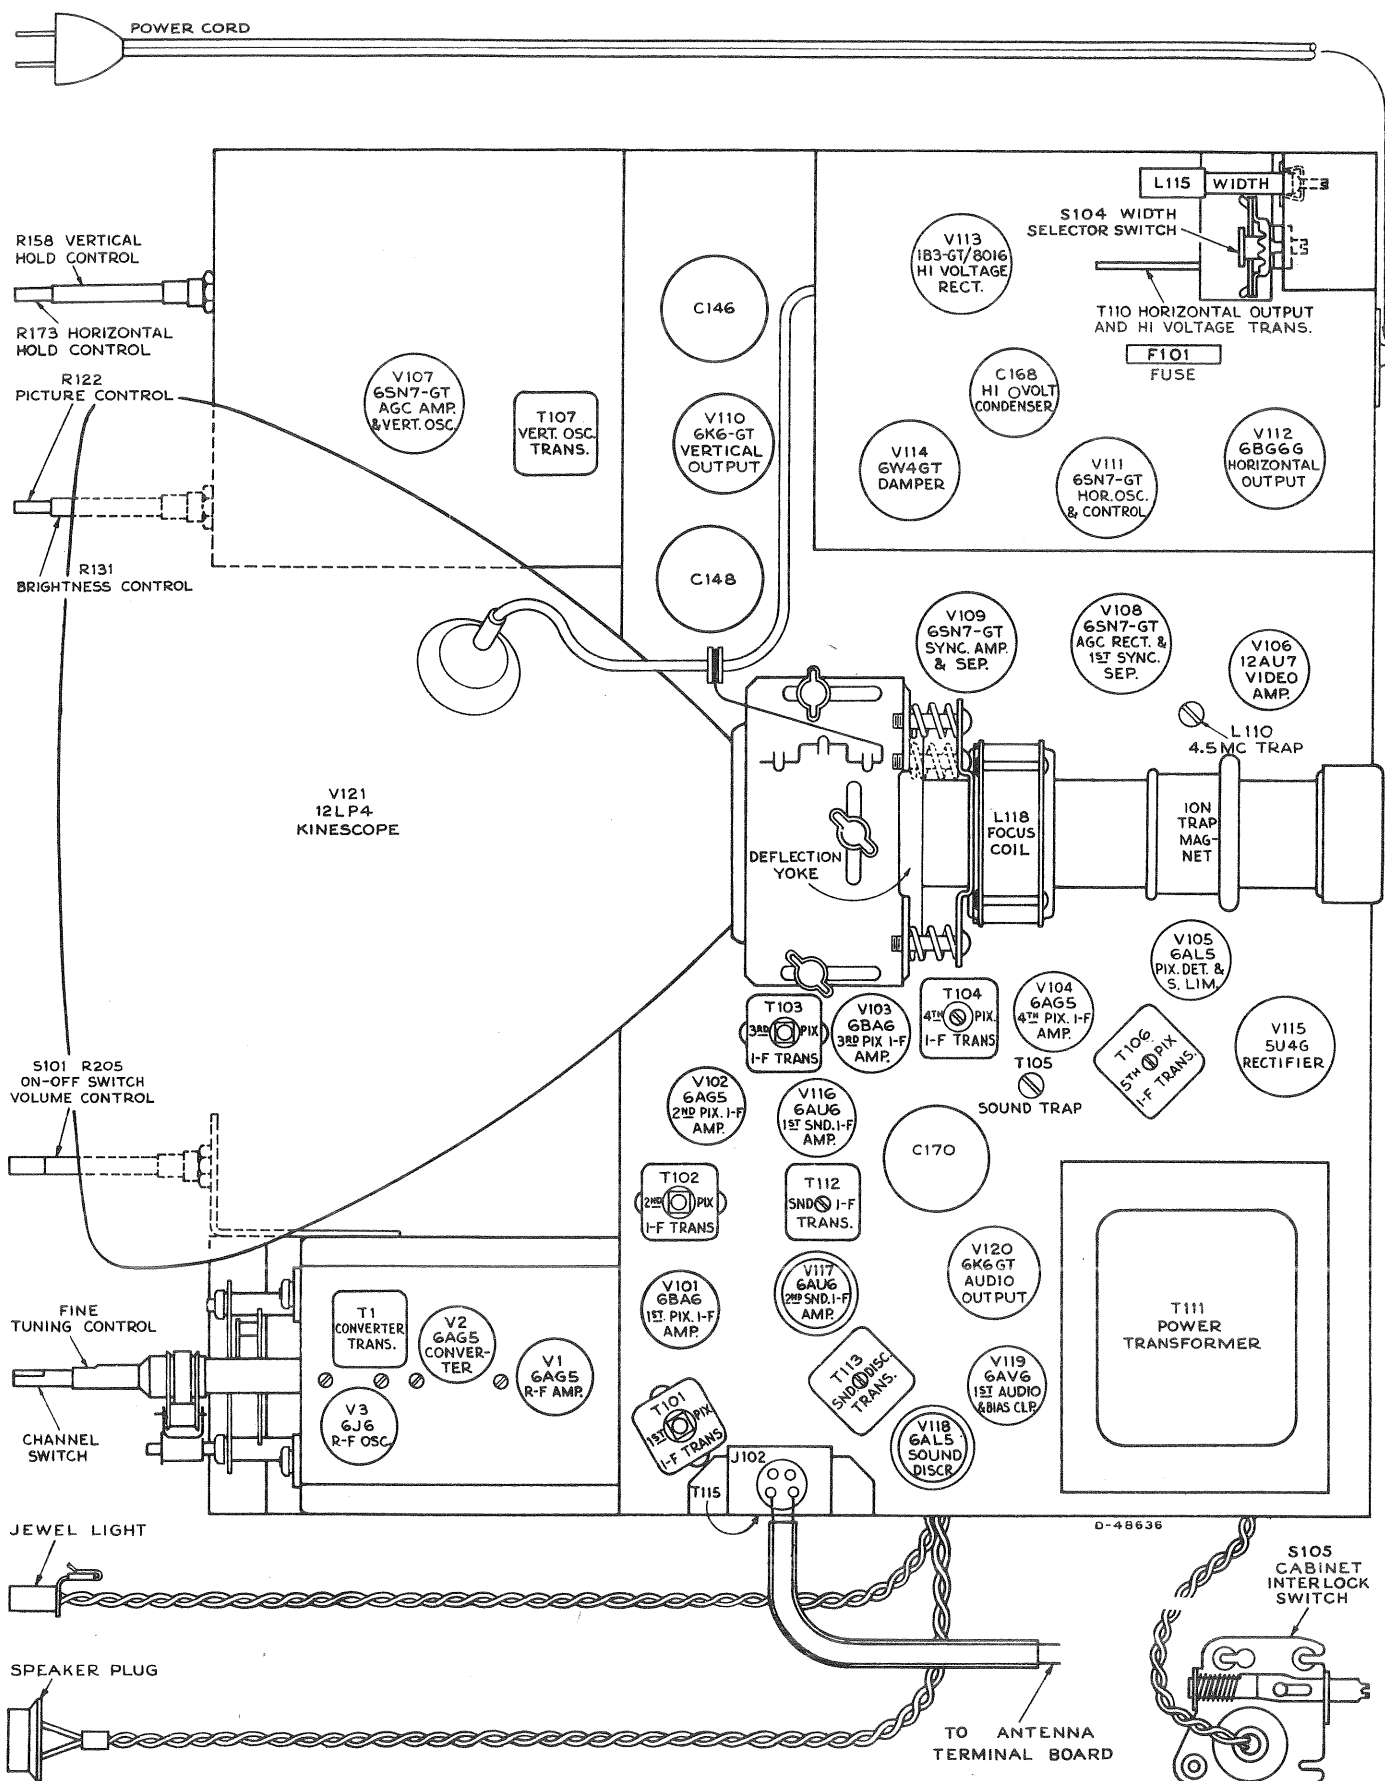 POWER CORD
L115 WIDTH
S104 WIDTH
SELECTOR SWITCH
V113
1B3-GT/8016
HI VOLTAGE
RECT.
R158 VERTICAL
HOLD CONTROL
C146
T110 HORIZONTAL OUTPUT
AND HI VOLTAGE TRANS.
R173 HORIZONTAL
HOLD CONTROL
F101
FUSE
R122
PICTURE CONTROL
V107
6SN7-GT
AGC AMP.
& VERT. OSC.
T107
VERT. OSC.
TRANS.
V110
6K6-GT
VERTICAL
OUTPUT
C168
HI VOLT
CONDENSER
V114
6W4GT
DAMPER
V111
6SN7-GT
HOR. OSC.
& CONTROL
V112
6BG6G
HORIZONTAL
OUTPUT
R131
BRIGHTNESS CONTROL
C148
V109
6SN7-GT
SYNC. AMP.
& SEP.
V108
6SN7-GT
AGC RECT. &
1ST SYNC.
SEP.
V106
12AU7
VIDEO
AMP.
L110
4.5 MC TRAP
V121
12LP4
KINESCOPE
DEFLECTION
YOKE
L118
FOCUS
COIL
ION
TRAP
MAG-
NET
V105
6AL5
PIX. DET. &
S. LIM.
T103
3RD PIX
I-F TRANS
V103
6BA6
3RD PIX I-F
AMP.
T104
4TH PIX.
I-F TRANS
V104
6AG5
4TH PIX. I-F
AMP.
T106
5TH PIX
I-F TRANS.
V115
5U4G
RECTIFIER
T105
SOUND TRAP
S101 R205
ON-OFF SWITCH
VOLUME CONTROL
V102
6AG5
2ND PIX. I-F
AMP.
V116
6AU6
1ST SND. I-F
AMP.
C170
T102
2ND PIX
I-F TRANS
T112
SND I-F
TRANS.
V120
6K6GT
AUDIO
OUTPUT
V101
6BA6
1ST. PIX. I-F
AMP.
V117
6AU6
2ND SND. I-F
AMP.
T111
POWER
TRANSFORMER
FINE
TUNING CONTROL
T1
CONVERTER
TRANS.
V2
6AG5
CONVER-
TER
V1
6AG5
R-F AMP.
V3
6J6
R-F OSC.
CHANNEL
SWITCH
T113
SND DISC.
TRANS.
V119
6AV6
1ST AUDIO
& BIAS CLP.
T101
1ST PIX.
I-F TRANS
V118
6AL5
SOUND
DISCR.
J102
T115
D-48636
JEWEL LIGHT
S105
CABINET
INTERLOCK
SWITCH
SPEAKER PLUG
TO ANTENNA
TERMINAL BOARD